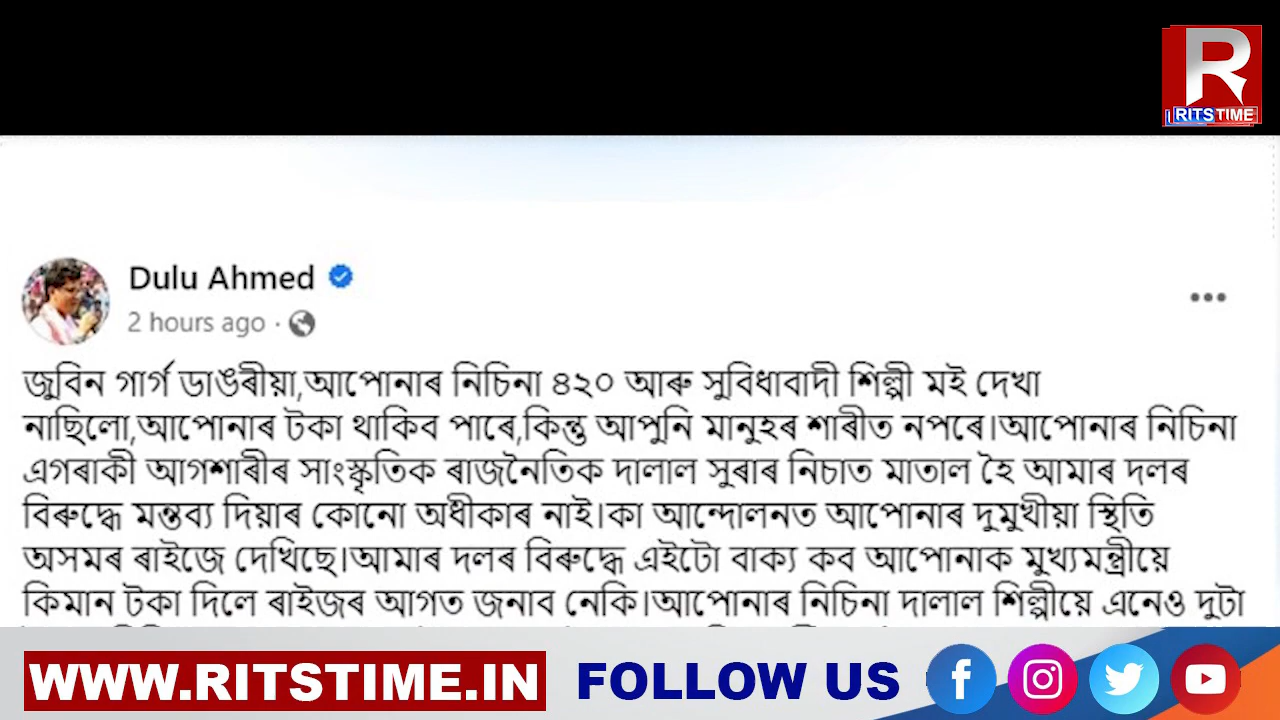 R
RITSTIME
Dulu Ahmed
2 hours ago ·
জুবিন গাৰ্গ ডাঙৰীয়া,আপোনাৰ নিচিনা ৪২০ আৰু সুবিধাবাদী শিল্পী মই দেখা
নাছিলো,আপোনাৰ টকা থাকিব পাৰে,কিন্তু আপুনি মানুহৰ শাৰীত নপৰে।আপোনাৰ নিচিনা
এগৰাকী আগশাৰীৰ সাংস্কৃতিক ৰাজনৈতিক দালাল সুৰাৰ নিচাত মাতাল হৈ আমাৰ দলৰ
বিৰুদ্ধে মন্তব্য দিয়াৰ কোনো অধীকাৰ নাই।কা আন্দোলনত আপোনাৰ দুমুখীয়া স্থিতি
অসমৰ ৰাইজে দেখিছে।আমাৰ দলৰ বিৰুদ্ধে এইটো বাক্য কব আপোনাক মুখ্যমন্ত্ৰীয়ে
কিমান টকা দিলে ৰাইজৰ আগত জনাব নেকি।আপোনাৰ নিচিনা দালাল শিল্পীয়ে এনেও দুটা
WWW.RITSTIME.IN FOLLOW US